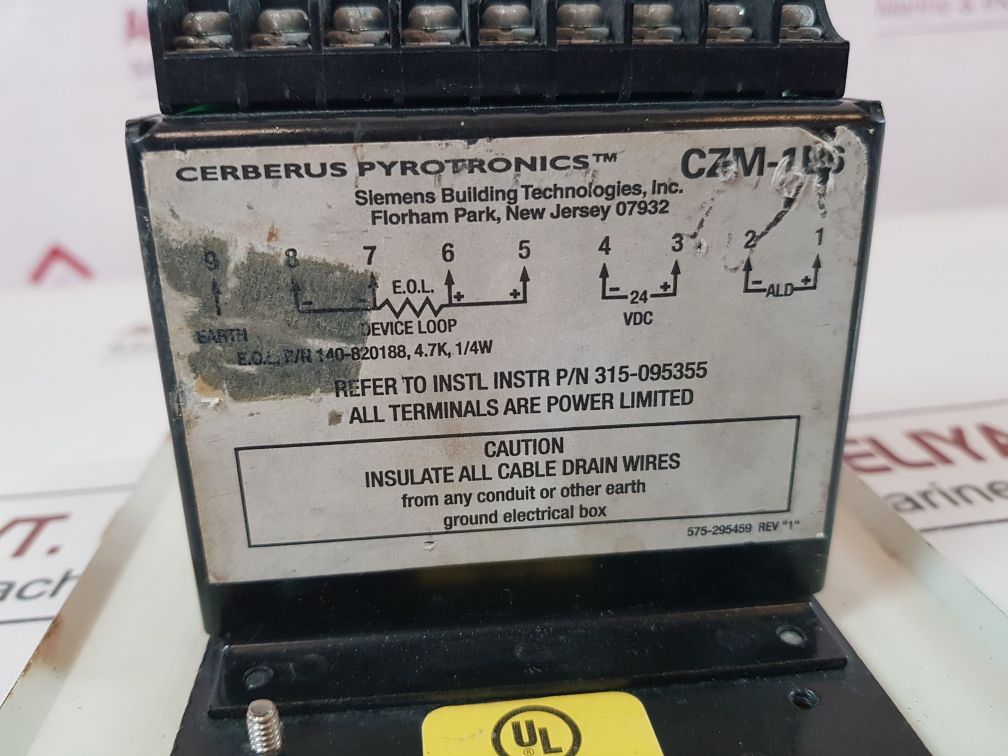 CERBERUS PYROTRONICS™
Siemens Building Technologies, Inc.
Florham Park, New Jersey 07932
9 8 7 6 5 4 3 2 1
E.O.L.
- - + + - 24 + - ALD +
VDC
EARTH DEVICE LOOP
E.O.L. P/N 140-820188, 4.7K, 1/4W
REFER TO INSTL INSTR P/N 315-095355
ALL TERMINALS ARE POWER LIMITED
CAUTION
INSULATE ALL CABLE DRAIN WIRES
from any conduit or other earth
ground electrical box
575-295459 REV "1"
UL
®